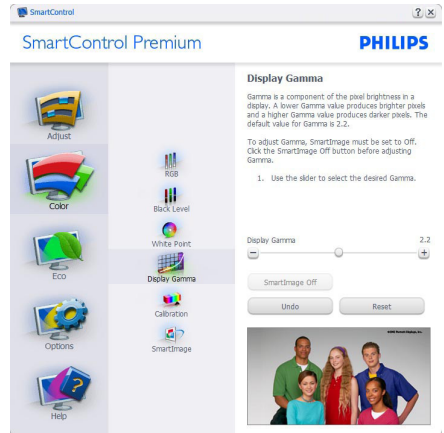 SmartControl
SmartControl Premium
PHILIPS
Adjust
Color
Eco
Options
Help
RGB
Black Level
White Point
Display Gamma
Calibration
SmartImage
Display Gamma
Gamma is a component of the pixel brightness in a
display. A lower Gamma value produces brighter pixels
and a higher Gamma value produces darker pixels. The
default value for Gamma is 2.2.
To adjust Gamma, SmartImage must be set to Off.
Click the SmartImage Off button before adjusting
Gamma.
1. Use the slider to select the desired Gamma.
Display Gamma 2.2
SmartImage Off
Undo Reset